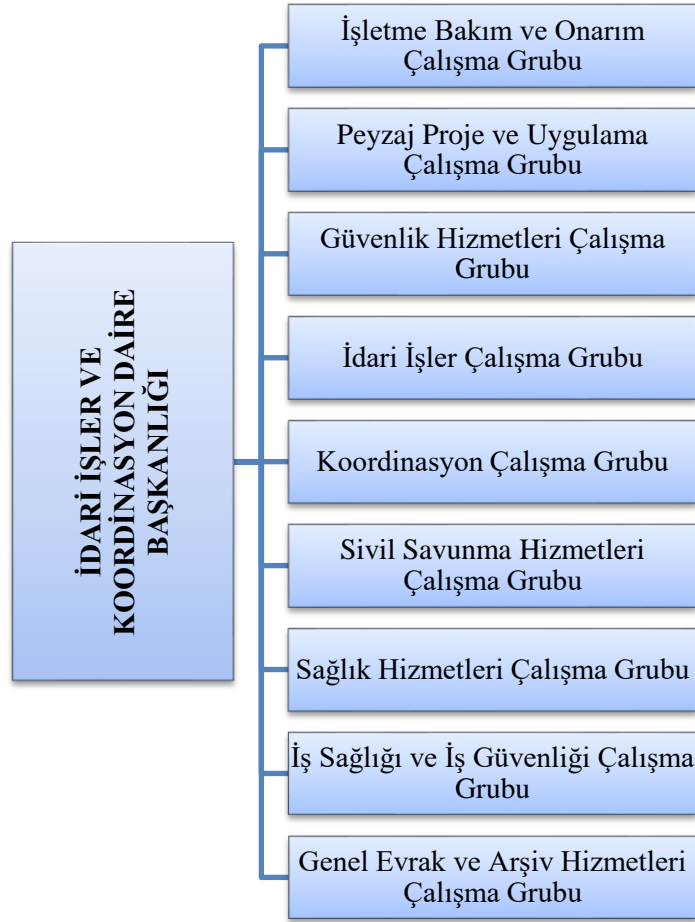 İDARİ İŞLER VE
KOORDİNASYON DAİRE
BAŞKANLIĞI
İşletme Bakım ve Onarım
Çalışma Grubu
Peyzaj Proje ve Uygulama
Çalışma Grubu
Güvenlik Hizmetleri Çalışma
Grubu
İdari İşler Çalışma Grubu
Koordinasyon Çalışma Grubu
Sivil Savunma Hizmetleri
Çalışma Grubu
Sağlık Hizmetleri Çalışma Grubu
İş Sağlığı ve İş Güvenliği Çalışma
Grubu
Genel Evrak ve Arşiv Hizmetleri
Çalışma Grubu